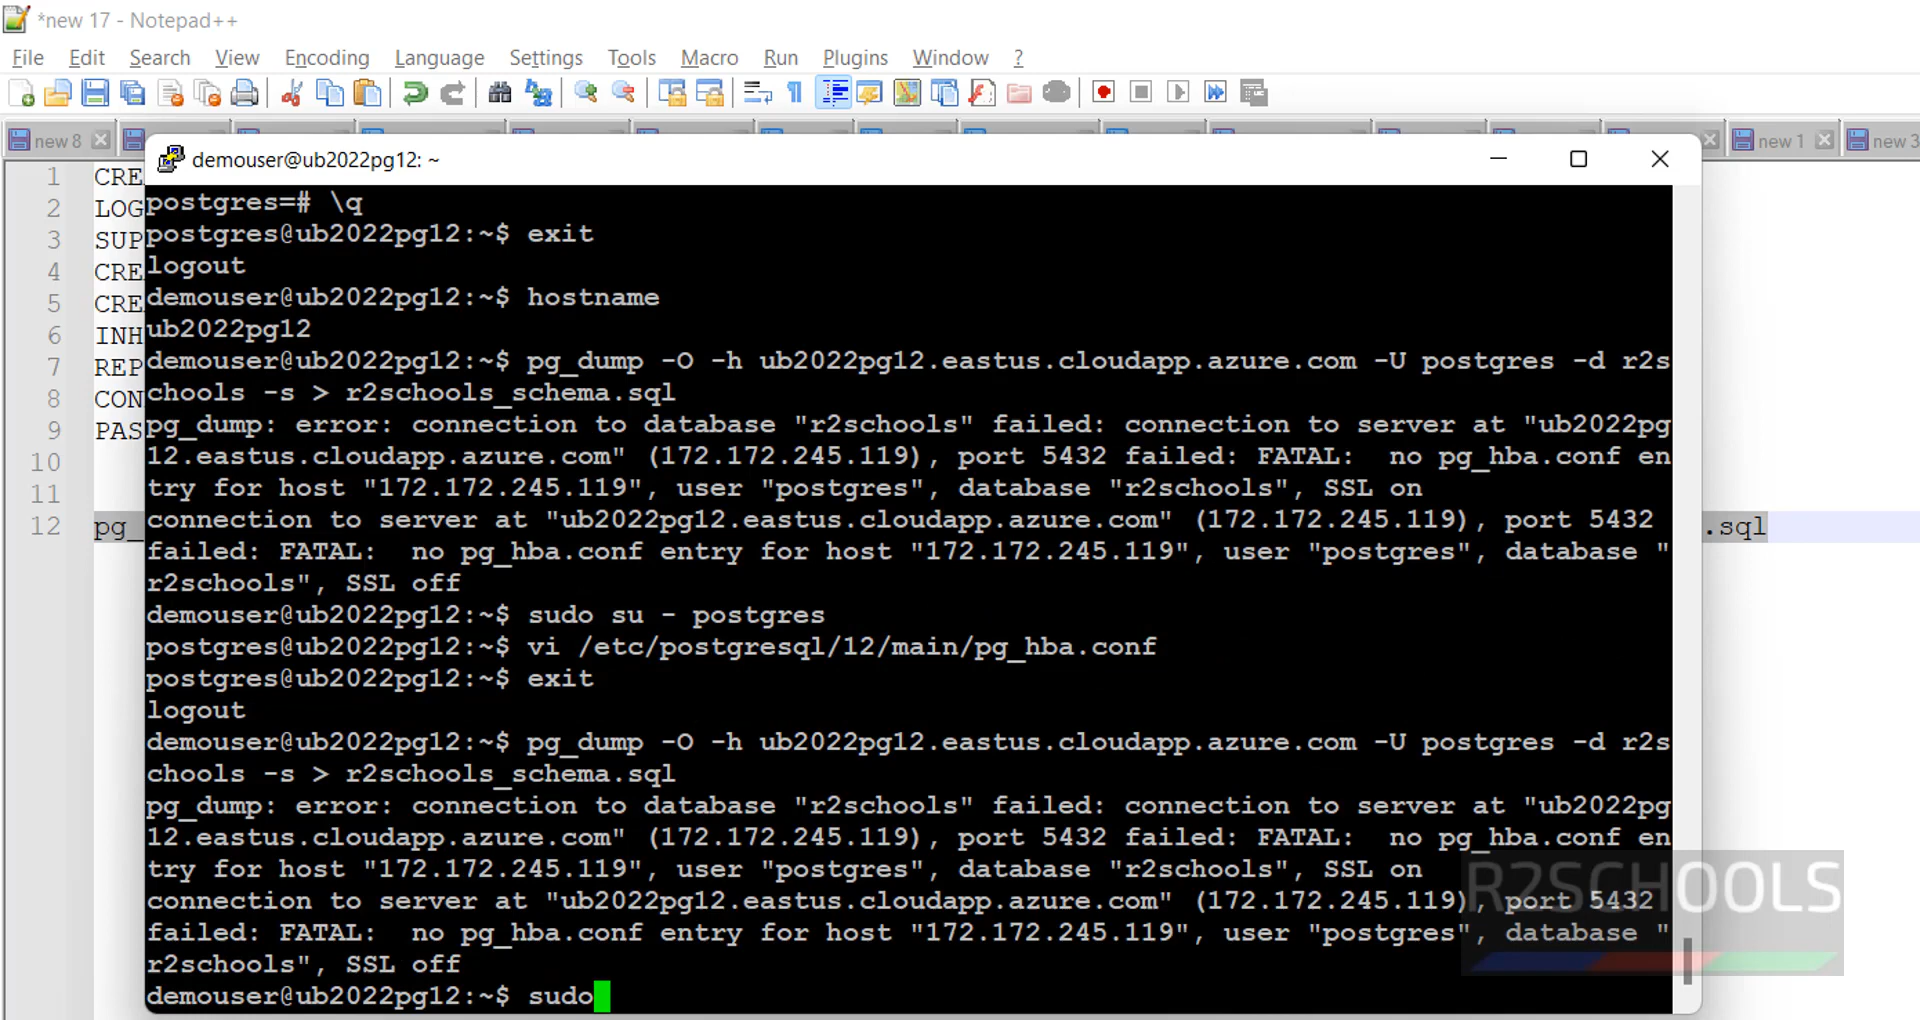 *new 17 - Notepad++
File Edit Search View Encoding Language Settings Tools Macro Run Plugins Window ?
new 8 new 1 new 3
demouser@ub2022pg12: ~
1 CRE
2 LOG
3 SUP
4 CRE
5 CRE
6 INH
7 REP
8 CON
9 PAS
10
11
12 pg_ .sql
postgres=# \q
postgres@ub2022pg12:~$ exit
logout
demouser@ub2022pg12:~$ hostname
ub2022pg12
demouser@ub2022pg12:~$ pg_dump -O -h ub2022pg12.eastus.cloudapp.azure.com -U postgres -d r2s
chools -s > r2schools_schema.sql
pg_dump: error: connection to database "r2schools" failed: connection to server at "ub2022pg
12.eastus.cloudapp.azure.com" (172.172.245.119), port 5432 failed: FATAL:  no pg_hba.conf en
try for host "172.172.245.119", user "postgres", database "r2schools", SSL on
connection to server at "ub2022pg12.eastus.cloudapp.azure.com" (172.172.245.119), port 5432
failed: FATAL:  no pg_hba.conf entry for host "172.172.245.119", user "postgres", database "
r2schools", SSL off
demouser@ub2022pg12:~$ sudo su - postgres
postgres@ub2022pg12:~$ vi /etc/postgresql/12/main/pg_hba.conf
postgres@ub2022pg12:~$ exit
logout
demouser@ub2022pg12:~$ pg_dump -O -h ub2022pg12.eastus.cloudapp.azure.com -U postgres -d r2s
chools -s > r2schools_schema.sql
pg_dump: error: connection to database "r2schools" failed: connection to server at "ub2022pg
12.eastus.cloudapp.azure.com" (172.172.245.119), port 5432 failed: FATAL:  no pg_hba.conf en
try for host "172.172.245.119", user "postgres", database "r2schools", SSL on
connection to server at "ub2022pg12.eastus.cloudapp.azure.com" (172.172.245.119), port 5432
failed: FATAL:  no pg_hba.conf entry for host "172.172.245.119", user "postgres", database "
r2schools", SSL off
demouser@ub2022pg12:~$ sudo
R2SCHOOLS